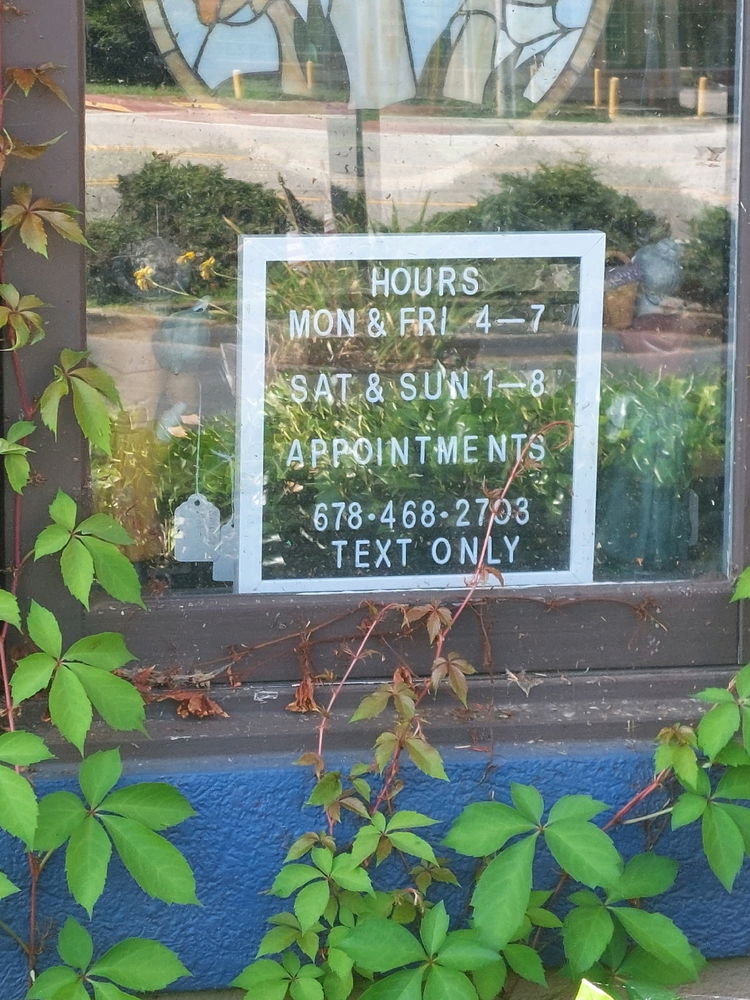 HOURS
MON & FRI 4—7
SAT & SUN 1—8
APPOINTMENTS
678·468·2703
TEXT ONLY